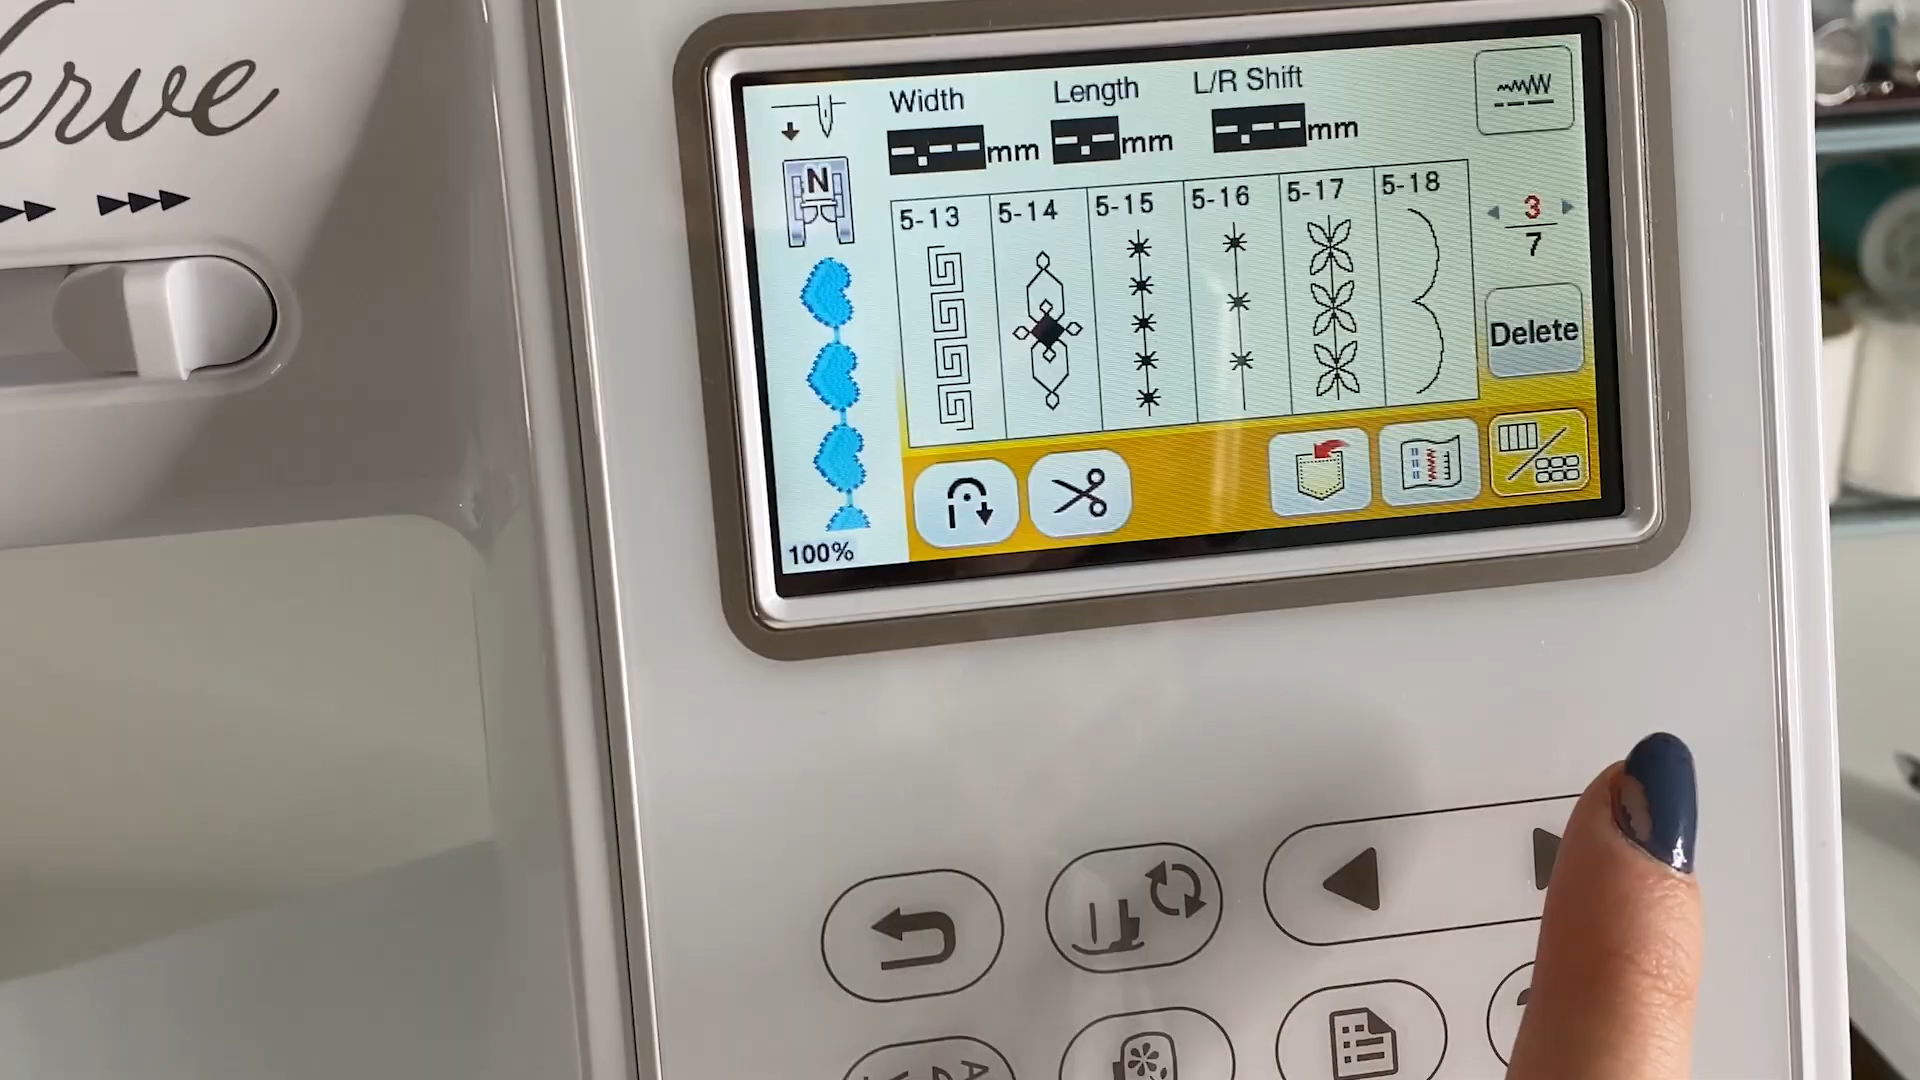 erve
Width Length L/R Shift
-.--mm -.-mm -.--mm
N
5-13 5-14 5-15 5-16 5-17 5-18
3
7
Delete
100%